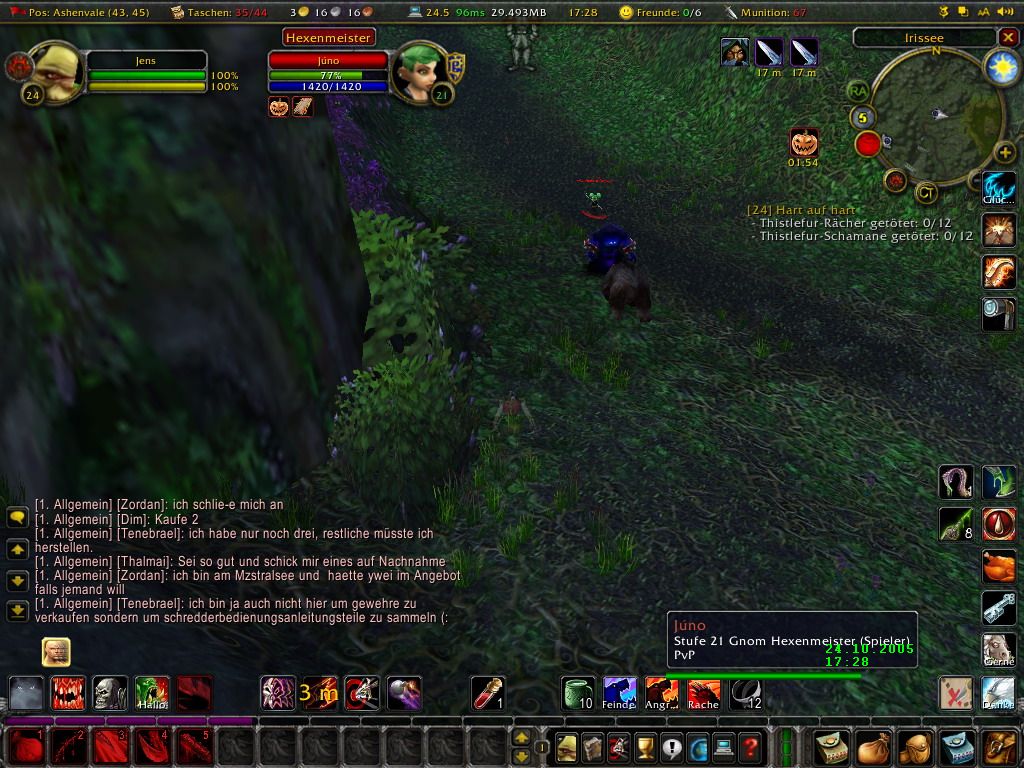 Pos: Ashenvale (43, 45) Taschen: 35/44 3 16 16 24.5 96ms 29.493MB 17:28 Freunde: 0/6 Munition: 67
Hexenmeister
Irissee
N
Jens
100%
100%
24
Júno
77%
1420/1420
21
17 m 17 m
RA
5
CT
01:54
[24] Hart auf hart
- Thistlefur-Rächer getötet: 0/12
- Thistlefur-Schamane getötet: 0/12
[1. Allgemein] [Zordan]: ich schlie-e mich an
[1. Allgemein] [Dim]: Kaufe 2
[1. Allgemein] [Tenebrael]: ich habe nur noch drei, restliche müsste ich
herstellen.
[1. Allgemein] [Thalmai]: Sei so gut und schick mir eines auf Nachnahme
[1. Allgemein] [Zordan]: ich bin am Mzstralsee und haette ywei im Angebot
falls jemand will
[1. Allgemein] [Tenebrael]: ich bin ja auch nicht hier um gewehre zu
verkaufen sondern um schredderbedienungsanleitungsteile zu sammeln (:
8
Júno
Stufe 21 Gnom Hexenmeister (Spieler)
PvP
24.10.2005
17:28
Hallo!
3 m
1
10
Feinde
Angr...
Rache
12
Gerne
Danke
1 2 3 4 5
1